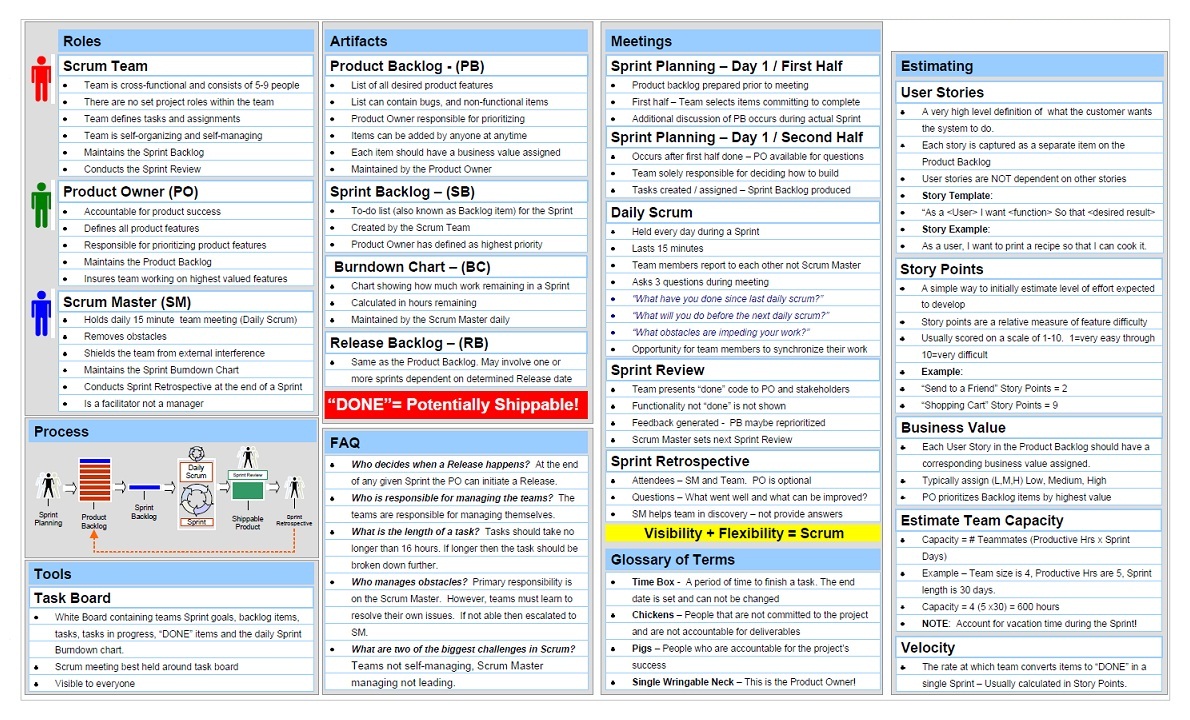 Roles
Scrum Team
Team is cross-functional and consists of 5-9 people
There are no set project roles within the team
Team defines tasks and assignments
Team is self-organizing and self-managing
Maintains the Sprint Backlog
Conducts the Sprint Review
Product Owner (PO)
Accountable for product success
Defines all product features
Responsible for prioritizing product features
Maintains the Product Backlog
Insures team working on highest valued features
Scrum Master (SM)
Holds daily 15 minute team meeting (Daily Scrum)
Removes obstacles
Shields the team from external interference
Maintains the Sprint Burndown Chart
Conducts Sprint Retrospective at the end of a Sprint
Is a facilitator not a manager
Process
Daily
Scrum
Sprint
Sprint Review
Sprint
Planning
Product
Backlog
Sprint
Backlog
Shippable
Product
Sprint
Retrospective
Tools
Task Board
White Board containing teams Sprint goals, backlog items,
tasks, tasks in progress, “DONE” items and the daily Sprint
Burndown chart.
Scrum meeting best held around task board
Visible to everyone
Artifacts
Product Backlog - (PB)
List of all desired product features
List can contain bugs, and non-functional items
Product Owner responsible for prioritizing
Items can be added by anyone at anytime
Each item should have a business value assigned
Maintained by the Product Owner
Sprint Backlog – (SB)
To-do list (also known as Backlog item) for the Sprint
Created by the Scrum Team
Product Owner has defined as highest priority
Burndown Chart – (BC)
Chart showing how much work remaining in a Sprint
Calculated in hours remaining
Maintained by the Scrum Master daily
Release Backlog – (RB)
Same as the Product Backlog. May involve one or
more sprints dependent on determined Release date
“DONE”= Potentially Shippable!
FAQ
Who decides when a Release happens? At the end
of any given Sprint the PO can initiate a Release.
Who is responsible for managing the teams? The
teams are responsible for managing themselves.
What is the length of a task? Tasks should take no
longer than 16 hours. If longer then the task should be
broken down further.
Who manages obstacles? Primary responsibility is
on the Scrum Master. However, teams must learn to
resolve their own issues. If not able then escalated to
SM.
What are two of the biggest challenges in Scrum?
Teams not self-managing, Scrum Master
managing not leading.
Meetings
Sprint Planning – Day 1 / First Half
Product backlog prepared prior to meeting
First half – Team selects items committing to complete
Additional discussion of PB occurs during actual Sprint
Sprint Planning – Day 1 / Second Half
Occurs after first half done – PO available for questions
Team solely responsible for deciding how to build
Tasks created / assigned – Sprint Backlog produced
Daily Scrum
Held every day during a Sprint
Lasts 15 minutes
Team members report to each other not Scrum Master
Asks 3 questions during meeting
“What have you done since last daily scrum?”
“What will you do before the next daily scrum?”
“What obstacles are impeding your work?”
Opportunity for team members to synchronize their work
Sprint Review
Team presents “done” code to PO and stakeholders
Functionality not “done” is not shown
Feedback generated - PB maybe reprioritized
Scrum Master sets next Sprint Review
Sprint Retrospective
Attendees – SM and Team. PO is optional
Questions – What went well and what can be improved?
SM helps team in discovery – not provide answers
Visibility + Flexibility = Scrum
Glossary of Terms
Time Box - A period of time to finish a task. The end
date is set and can not be changed
Chickens – People that are not committed to the project
and are not accountable for deliverables
Pigs – People who are accountable for the project’s
success
Single Wringable Neck – This is the Product Owner!
Estimating
User Stories
A very high level definition of what the customer wants
the system to do.
Each story is captured as a separate item on the
Product Backlog
User stories are NOT dependent on other stories
Story Template:
“As a <User> I want <function> So that <desired result>
Story Example:
As a user, I want to print a recipe so that I can cook it.
Story Points
A simple way to initially estimate level of effort expected
to develop
Story points are a relative measure of feature difficulty
Usually scored on a scale of 1-10. 1=very easy through
10=very difficult
Example:
“Send to a Friend” Story Points = 2
“Shopping Cart” Story Points = 9
Business Value
Each User Story in the Product Backlog should have a
corresponding business value assigned.
Typically assign (L,M,H) Low, Medium, High
PO prioritizes Backlog items by highest value
Estimate Team Capacity
Capacity = # Teammates (Productive Hrs x Sprint
Days)
Example – Team size is 4, Productive Hrs are 5, Sprint
length is 30 days.
Capacity = 4 (5 x30) = 600 hours
NOTE: Account for vacation time during the Sprint!
Velocity
The rate at which team converts items to “DONE” in a
single Sprint – Usually calculated in Story Points.